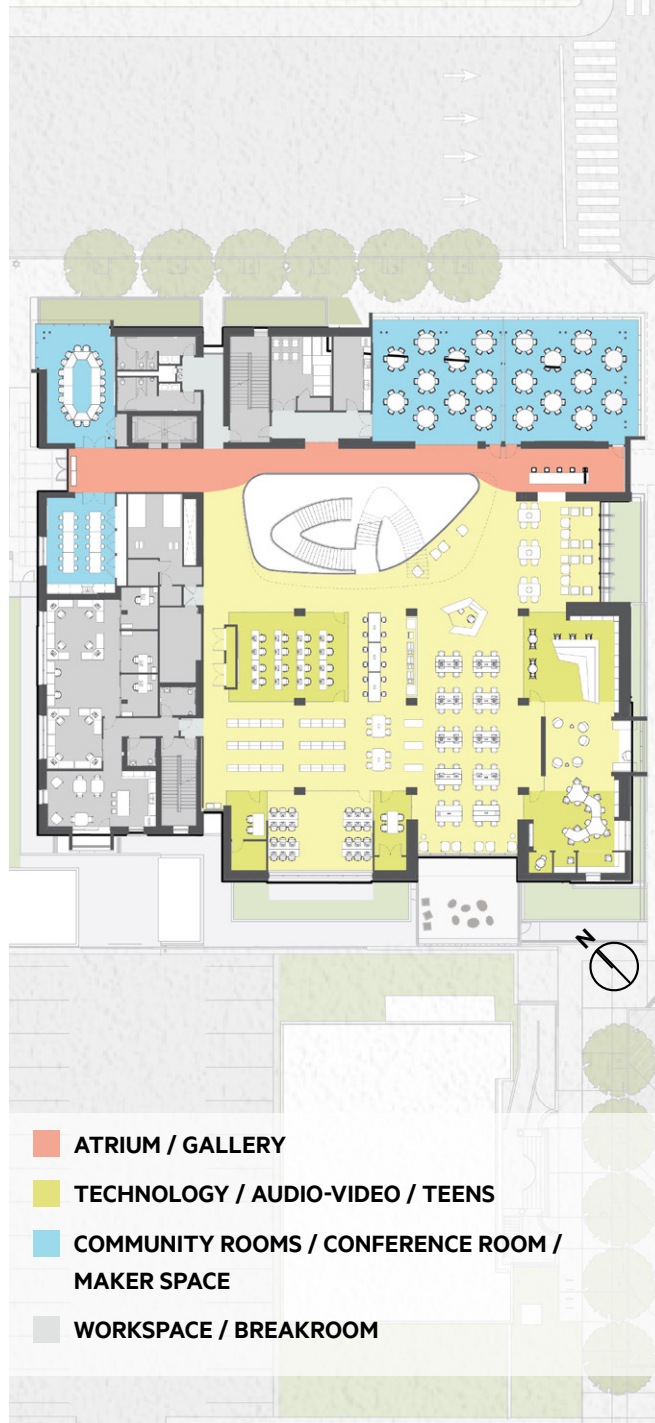 N
ATRIUM / GALLERY
TECHNOLOGY / AUDIO-VIDEO / TEENS
COMMUNITY ROOMS / CONFERENCE ROOM /
MAKER SPACE
WORKSPACE / BREAKROOM